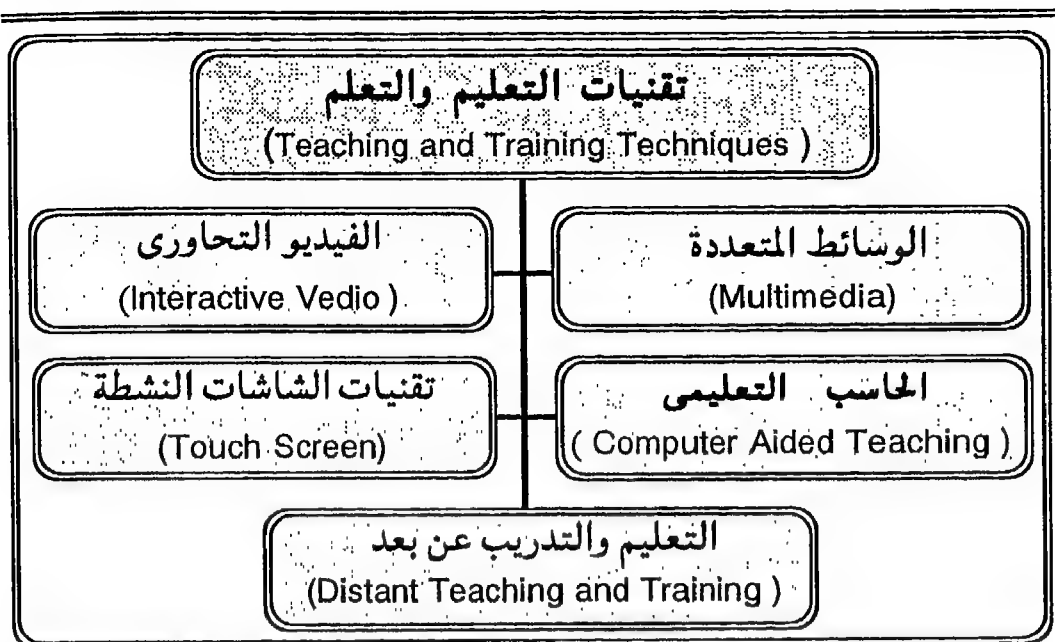 تقنيات التعليم والتعلم
(Teaching and Training Techniques )
الوسائط المتعددة
(Multimedia)
الفيديو التحاورى
(Interactive Vedio )
الحاسب التعليمى
( Computer Aided Teaching )
تقنيات الشاشات النشطة
(Touch Screen)
التعليم والتدريب عن بعد
(Distant Teaching and Training )